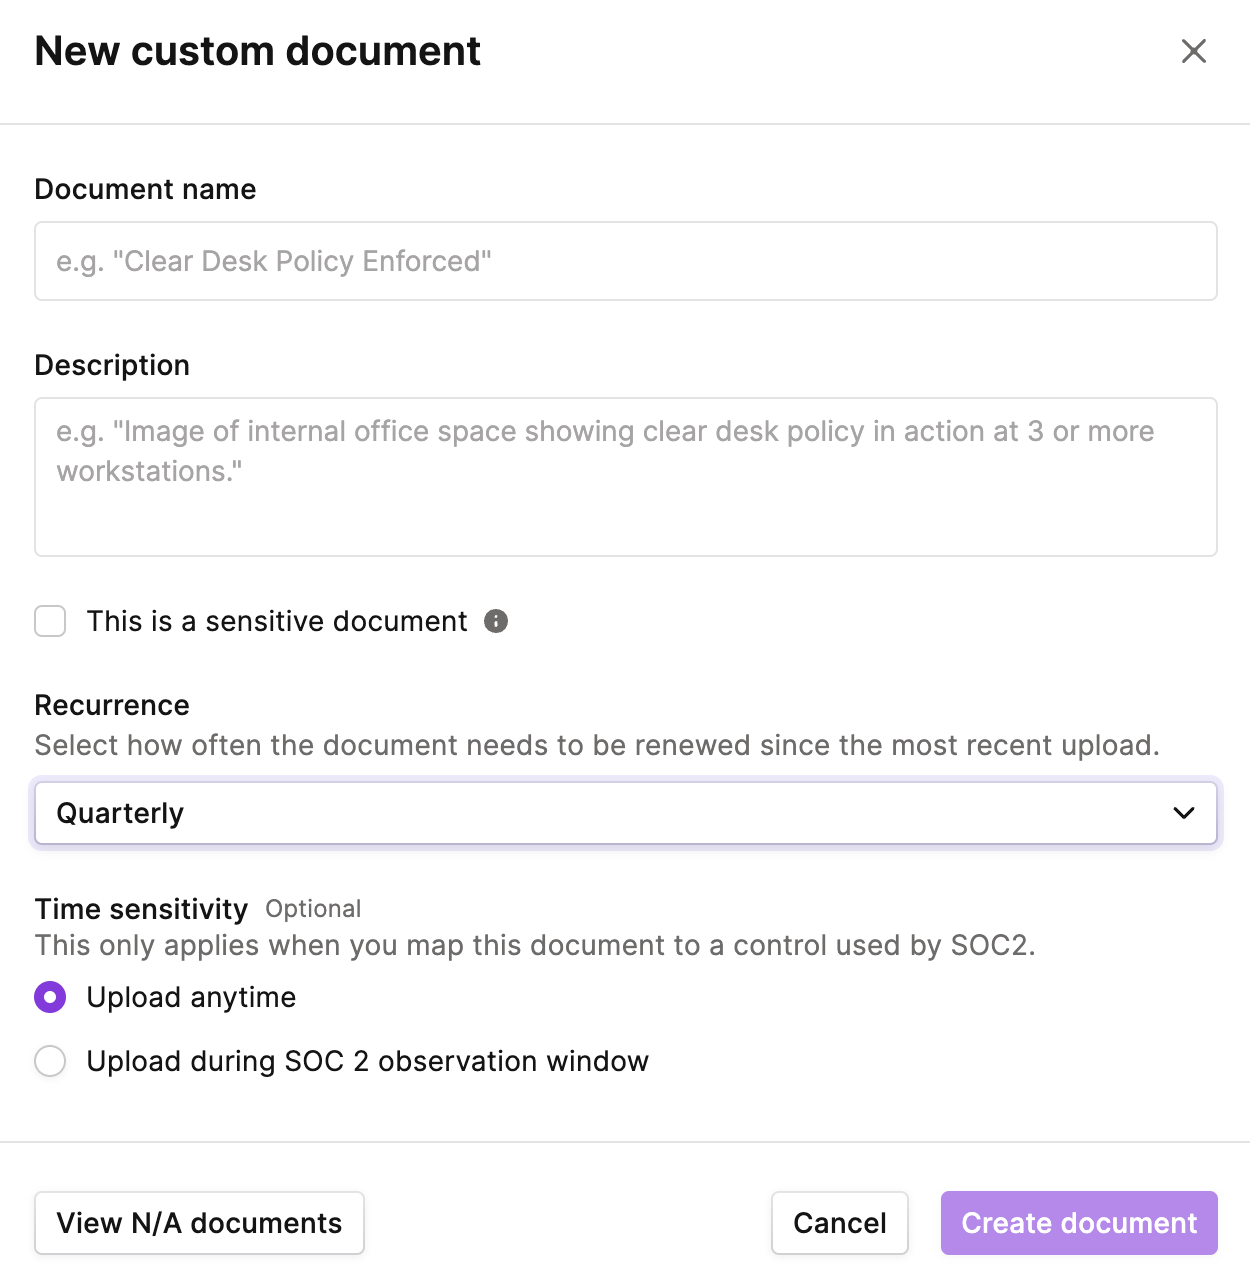 New custom document
Document name
e.g. "Clear Desk Policy Enforced"
Description
e.g. "Image of internal office space showing clear desk policy in action at 3 or more
workstations."
This is a sensitive document
Recurrence
Select how often the document needs to be renewed since the most recent upload.
Quarterly
Time sensitivity Optional
This only applies when you map this document to a control used by SOC2.
Upload anytime
Upload during SOC 2 observation window
View N/A documents Cancel Create document